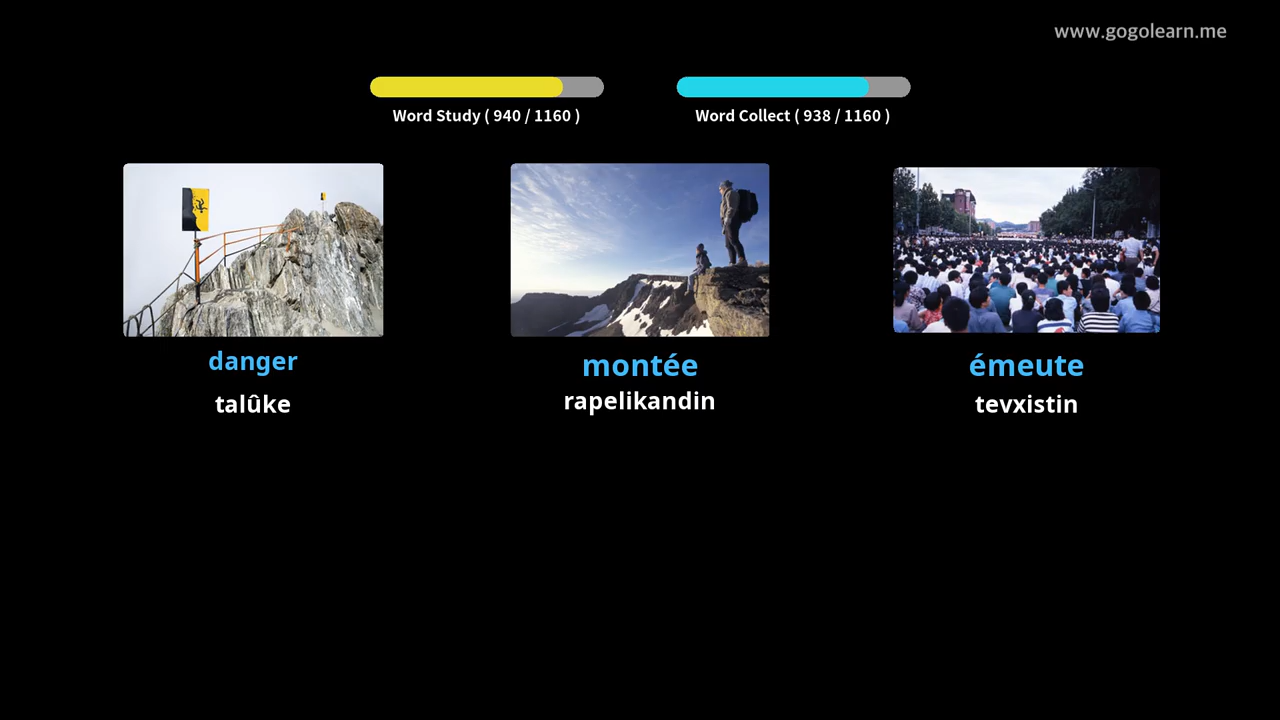 www.gogolearn.me
Word Study ( 940 / 1160 )
Word Collect ( 938 / 1160 )
danger
montée
émeute
talûke
rapelikandin
tevxistin